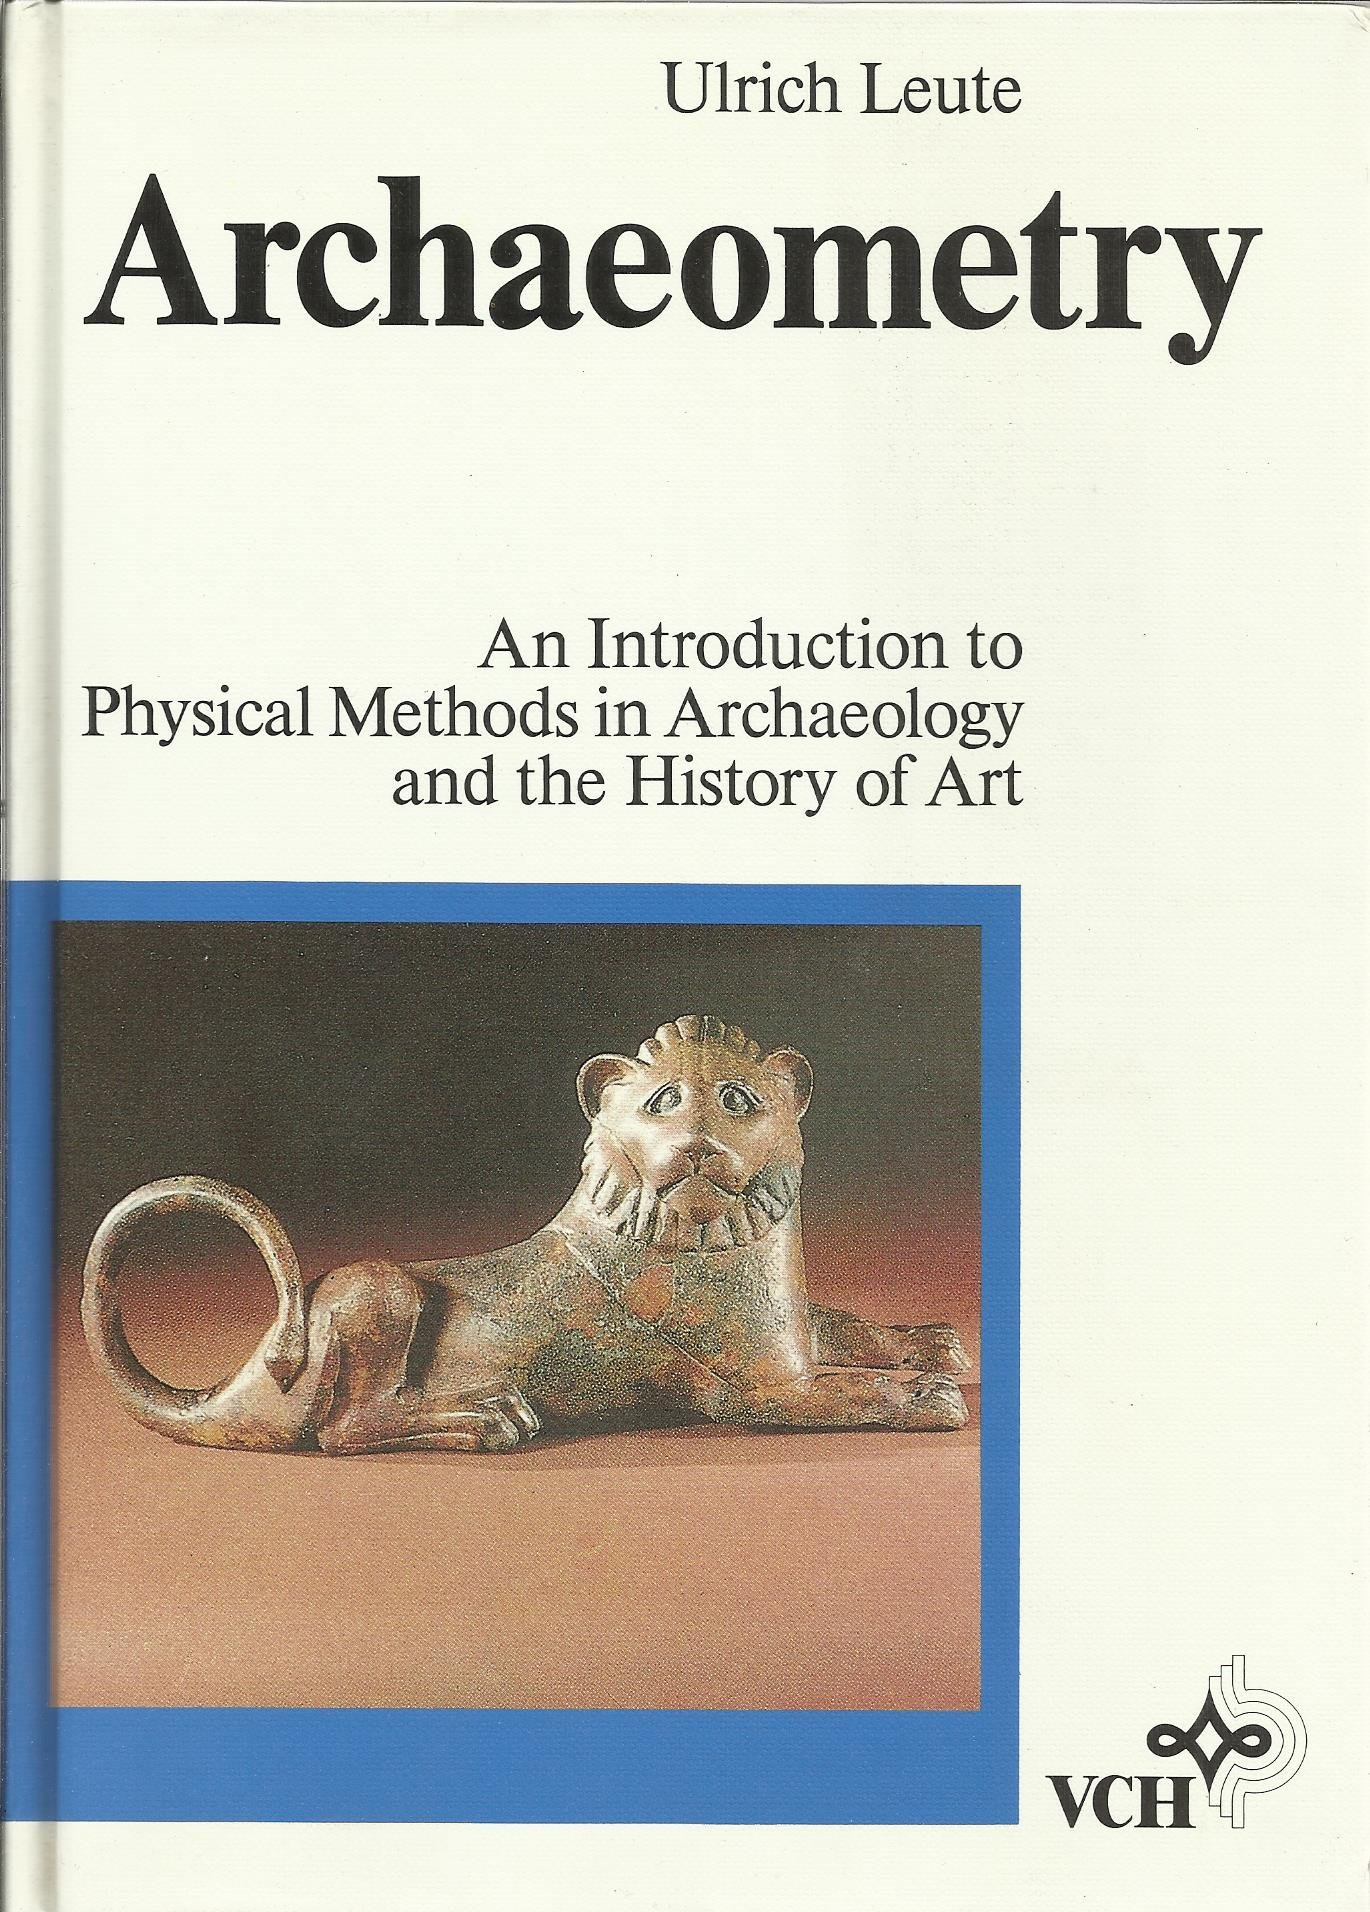 Ulrich Leute
Archaeometry
An Introduction to
Physical Methods in Archaeology
and the History of Art
VCH